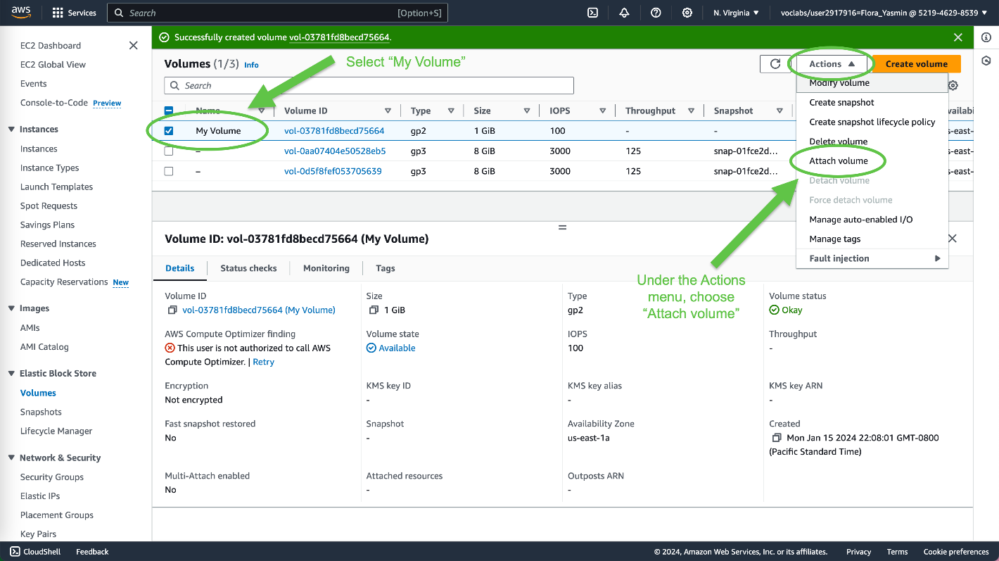 aws
Services
Search
[Option+S]
N. Virginia
voclabs/user2917916=Flora_Yasmin @ 5219-4629-8539
EC2 Dashboard
EC2 Global View
Events
Console-to-Code Preview
Instances
Instances
Instance Types
Launch Templates
Spot Requests
Savings Plans
Reserved Instances
Dedicated Hosts
Capacity Reservations New
Images
AMIs
AMI Catalog
Elastic Block Store
Volumes
Snapshots
Lifecycle Manager
Network & Security
Security Groups
Elastic IPs
Placement Groups
Key Pairs
Successfully created volume vol-03781fd8becd75664.
Volumes (1/3) Info
Select “My Volume”
Actions
Create volume
Search
Modify volume
Create snapshot
Create snapshot lifecycle policy
Delete volume
Attach volume
Detach volume
Force detach volume
Manage auto-enabled I/O
Manage tags
Fault injection
Name Volume ID Type Size IOPS Throughput Snapshot vailabi
My Volume vol-03781fd8becd75664 gp2 1 GiB 100 - - s-east-
– vol-0aa07404e50528eb5 gp3 8 GiB 3000 125 snap-01fce2d... s-east-
– vol-0d5f8fef053705639 gp3 8 GiB 3000 125 snap-01fce2d... s-east-
Under the Actions
menu, choose
“Attach volume”
Volume ID: vol-03781fd8becd75664 (My Volume)
Details Status checks Monitoring Tags
Volume ID
vol-03781fd8becd75664 (My Volume)
Size
1 GiB
Type
gp2
Volume status
Okay
AWS Compute Optimizer finding
This user is not authorized to call AWS
Compute Optimizer. | Retry
Volume state
Available
IOPS
100
Throughput
-
Encryption
Not encrypted
KMS key ID
-
KMS key alias
-
KMS key ARN
-
Fast snapshot restored
No
Snapshot
-
Availability Zone
us-east-1a
Created
Mon Jan 15 2024 22:08:01 GMT-0800
(Pacific Standard Time)
Multi-Attach enabled
No
Attached resources
-
Outposts ARN
-
CloudShell
Feedback
© 2024, Amazon Web Services, Inc. or its affiliates.
Privacy
Terms
Cookie preferences